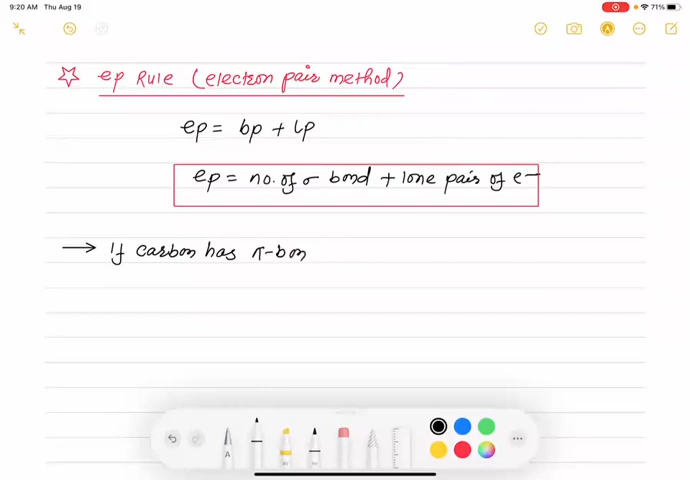 9:20 AM Thu Aug 19
71%
☆ ep Rule (electron pair method)
ep = bp + lp
ep = no. of σ bond + lone pair of e−
→ If carbon has π-bon
A